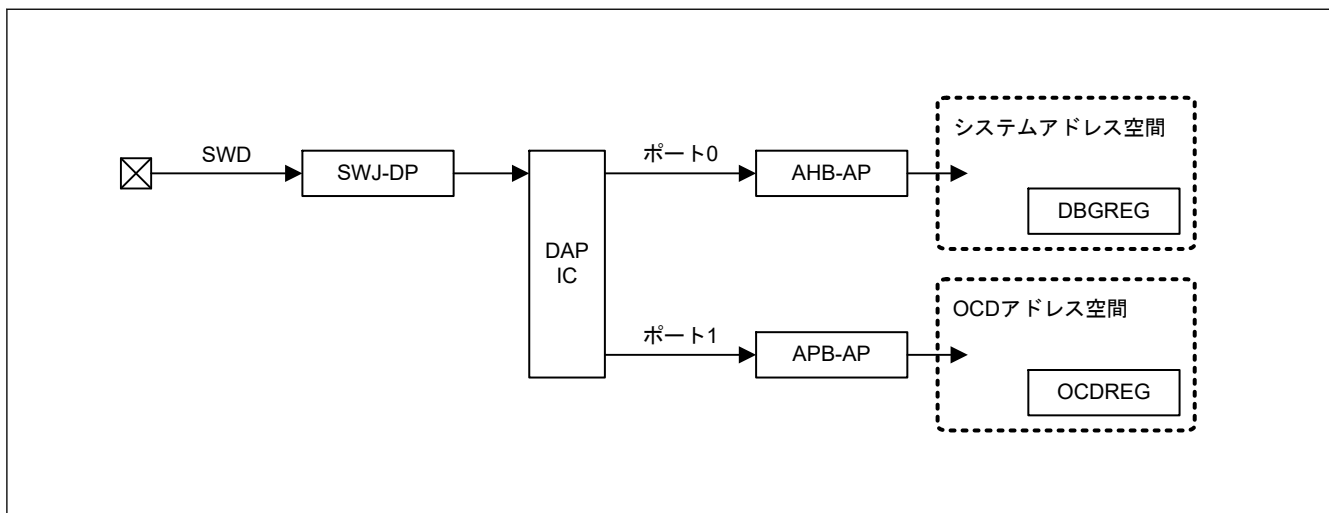 システムアドレス空間
SWD
ポート0
SWJ-DP
AHB-AP
DBGREG
DAP
IC
OCDアドレス空間
ポート1
APB-AP
OCDREG